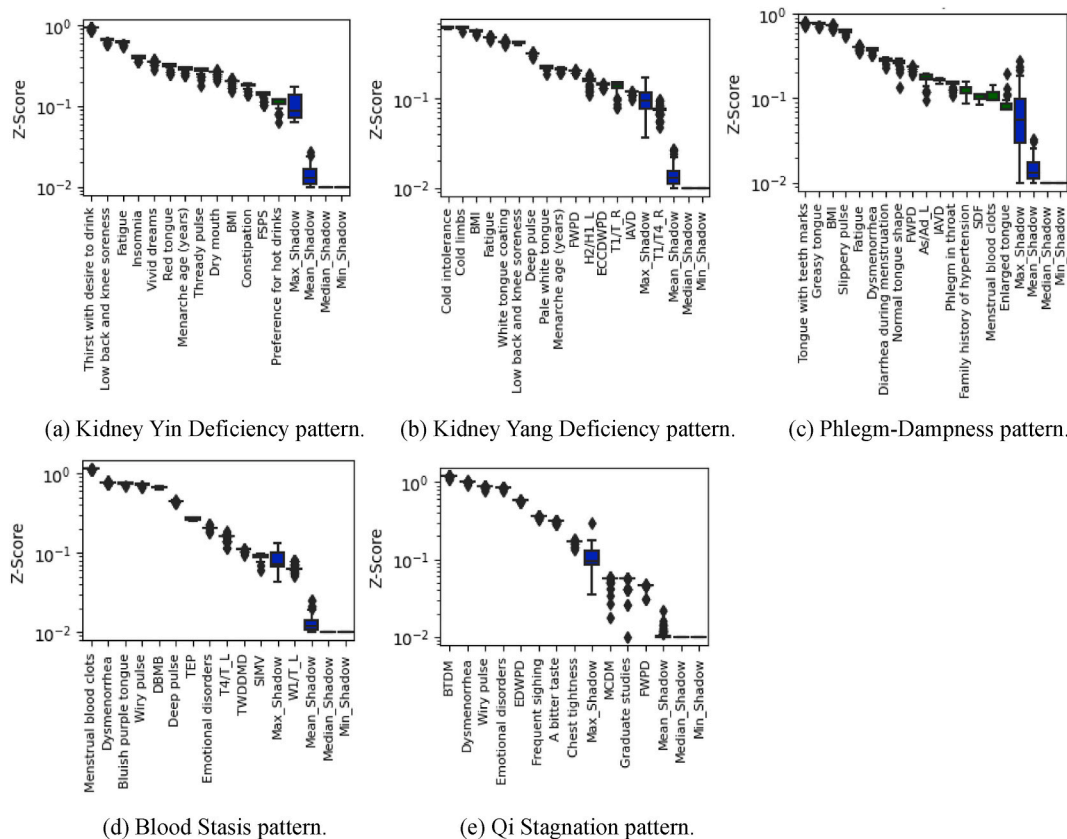 Z-Score
10^0
10^-1
10^-2
Thirst with desire to drink
Low back and knee soreness
Fatigue
Insomnia
Vivid dreams
Red tongue
Menarche age (years)
Thready pulse
Dry mouth
BMI
Constipation
FSPS
Preference for hot drinks
Max_Shadow
Mean_Shadow
Median_Shadow
Min_Shadow
(a) Kidney Yin Deficiency pattern.
Z-Score
10^0
10^-1
10^-2
Cold intolerance
Cold limbs
BMI
Fatigue
White tongue coating
Low back and knee soreness
Deep pulse
Pale white tongue
Menarche age (years)
FWPD
H2/H1_L
ECCDWPD
T1/T_R
IAVD
Max_Shadow
T1/T4_R
Mean_Shadow
Median_Shadow
Min_Shadow
(b) Kidney Yang Deficiency pattern.
Z-Score
10^0
10^-1
10^-2
Tongue with teeth marks
Greasy tongue
BMI
Slippery pulse
Fatigue
Dysmenorrhea
Diarrhea during menstruation
Normal tongue shape
FWPD
As/Ad_L
IAVD
Phlegm in throat
Family history of hypertension
SDF
Menstrual blood clots
Enlarged tongue
Max_Shadow
Mean_Shadow
Median_Shadow
Min_Shadow
(c) Phlegm-Dampness pattern.
Z-Score
10^0
10^-1
10^-2
Menstrual blood clots
Dysmenorrhea
Bluish purple tongue
Wiry pulse
DBMB
Deep pulse
TEP
Emotional disorders
T4/T_L
TWDDMD
SIMV
Max_Shadow
W1/T_L
Mean_Shadow
Median_Shadow
Min_Shadow
(d) Blood Stasis pattern.
Z-Score
10^0
10^-1
10^-2
BTDM
Dysmenorrhea
Wiry pulse
Emotional disorders
EDWPD
Frequent sighing
A bitter taste
Chest tightness
Max_Shadow
MCDM
Graduate studies
FWPD
Mean_Shadow
Median_Shadow
Min_Shadow
(e) Qi Stagnation pattern.